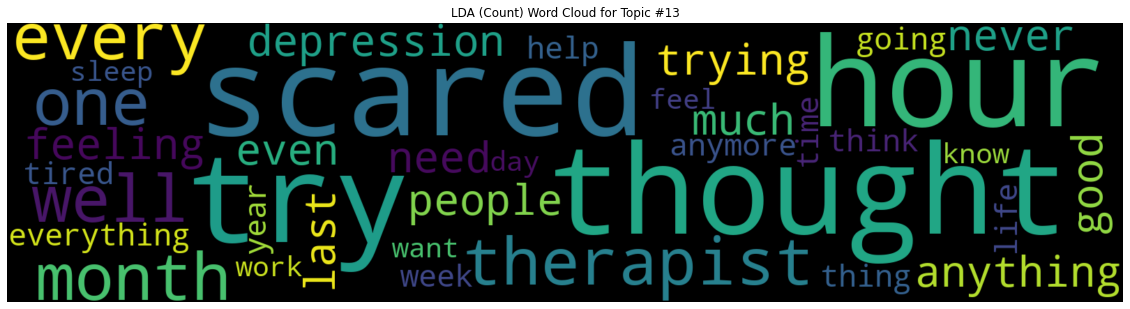 LDA (Count) Word Cloud for Topic #13
every
depression
help
trying
going
never
sleep
scared
hour
one
feel
much
time
feeling
even
need
day
anymore
think
know
tired
try
thought
good
well
year
last
people
life
everything
want
therapist
month
work
week
thing
anything